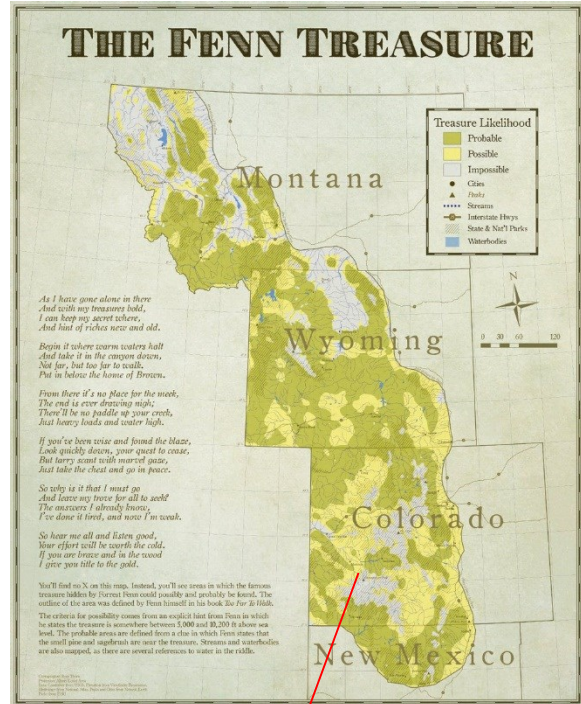 THE FENN TREASURE
Treasure Likelihood
Probable
Possible
Impossible
Cities
Peaks
Streams
Interstate Hwys
State & Nat'l Parks
Waterbodies
N
0 30 60 120
Montana
Wyoming
Colorado
New Mexico
As I have gone alone in there
And with my treasures bold,
I can keep my secret where,
And hint of riches new and old.
Begin it where warm waters halt
And take it in the canyon down,
Not far, but too far to walk.
Put in below the home of Brown.
From there it's no place for the meek,
The end is ever drawing nigh;
There'll be no paddle up your creek,
Just heavy loads and water high.
If you've been wise and found the blaze,
Look quickly down, your quest to cease,
But tarry scant with marvel gaze,
Just take the chest and go in peace.
So why is it that I must go
And leave my trove for all to seek?
The answers I already know,
I've done it tired, and now I'm weak.
So hear me all and listen good,
Your effort will be worth the cold.
If you are brave and in the wood
I give you title to the gold.
You'll find no X on this map. Instead, you'll see areas in which the famous
treasure hidden by Forrest Fenn could possibly and probably be found. The
outline of the area was defined by Fenn himself in his book Too Far To Walk.
The criteria for possibility comes from an explicit hint from Fenn in which
he states the treasure is somewhere between 5,000 and 10,200 ft above sea
level. The probable areas are defined from a clue in which Fenn states that
the smell pine and sagebrush are near the treasure. Streams and waterbodies
are also mapped, as there are several references to water in the riddle.